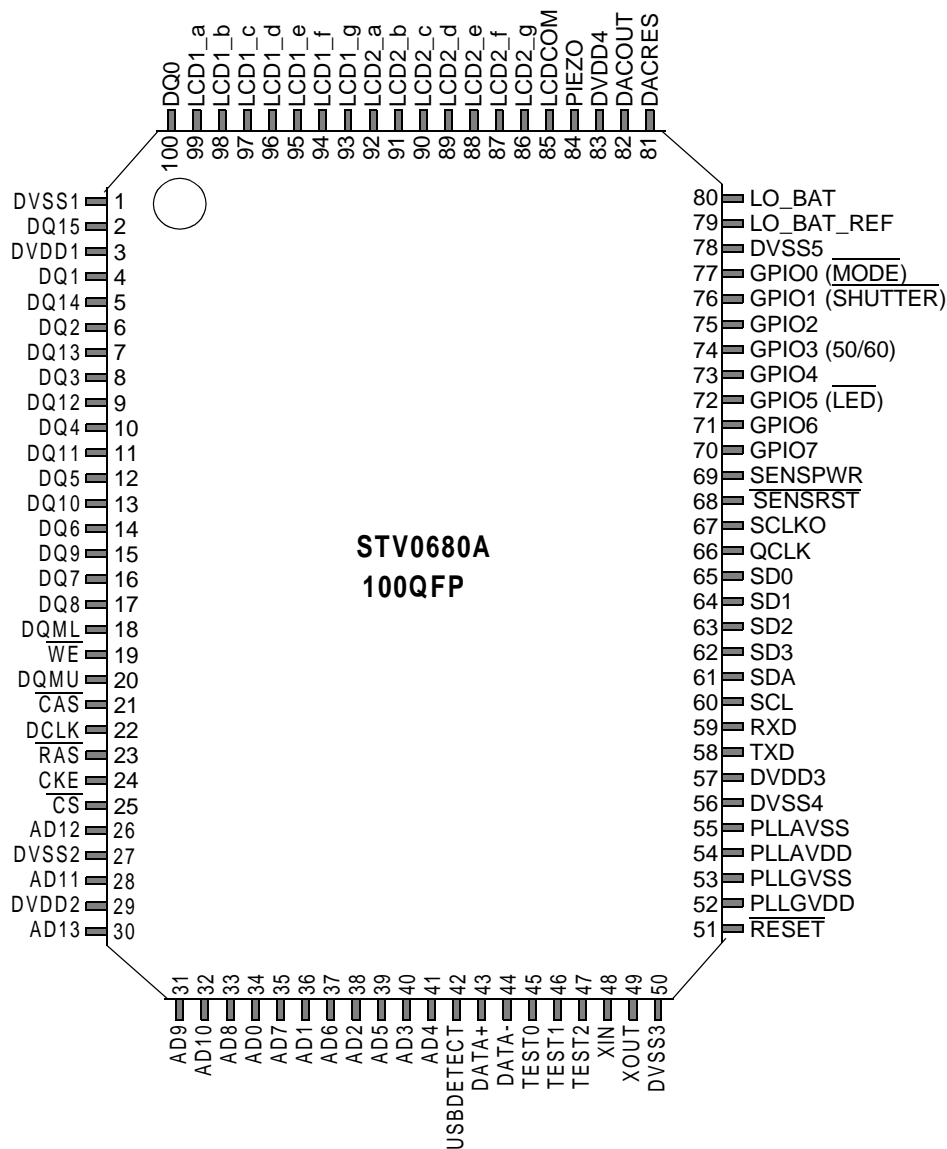 DQ0
LCD1_a
LCD1_b
LCD1_c
LCD1_d
LCD1_e
LCD1_f
LCD1_g
LCD2_a
LCD2_b
LCD2_c
LCD2_d
LCD2_e
LCD2_f
LCD2_g
LCDCOM
PIEZO
DVDD4
DACOUT
DACRES
100
99
98
97
96
95
94
93
92
91
90
89
88
87
86
85
84
83
82
81
DVSS1 1
DQ15 2
DVDD1 3
DQ1 4
DQ14 5
DQ2 6
DQ13 7
DQ3 8
DQ12 9
DQ4 10
DQ11 11
DQ5 12
DQ10 13
DQ6 14
DQ9 15
DQ7 16
DQ8 17
DQML 18
WE 19
DQMU 20
CAS 21
DCLK 22
RAS 23
CKE 24
CS 25
AD12 26
DVSS2 27
AD11 28
DVDD2 29
AD13 30
STV0680A
100QFP
80 LO_BAT
79 LO_BAT_REF
78 DVSS5
77 GPIO0 (MODE)
76 GPIO1 (SHUTTER)
75 GPIO2
74 GPIO3 (50/60)
73 GPIO4
72 GPIO5 (LED)
71 GPIO6
70 GPIO7
69 SENSPWR
68 SENSRST
67 SCLKO
66 QCLK
65 SD0
64 SD1
63 SD2
62 SD3
61 SDA
60 SCL
59 RXD
58 TXD
57 DVDD3
56 DVSS4
55 PLLAVSS
54 PLLAVDD
53 PLLGVSS
52 PLLGVDD
51 RESET
31
32
33
34
35
36
37
38
39
40
41
42
43
44
45
46
47
48
49
50
AD9
AD10
AD8
AD0
AD7
AD1
AD6
AD2
AD5
AD3
AD4
USBDETECT
DATA+
DATA-
TEST0
TEST1
TEST2
XIN
XOUT
DVSS3